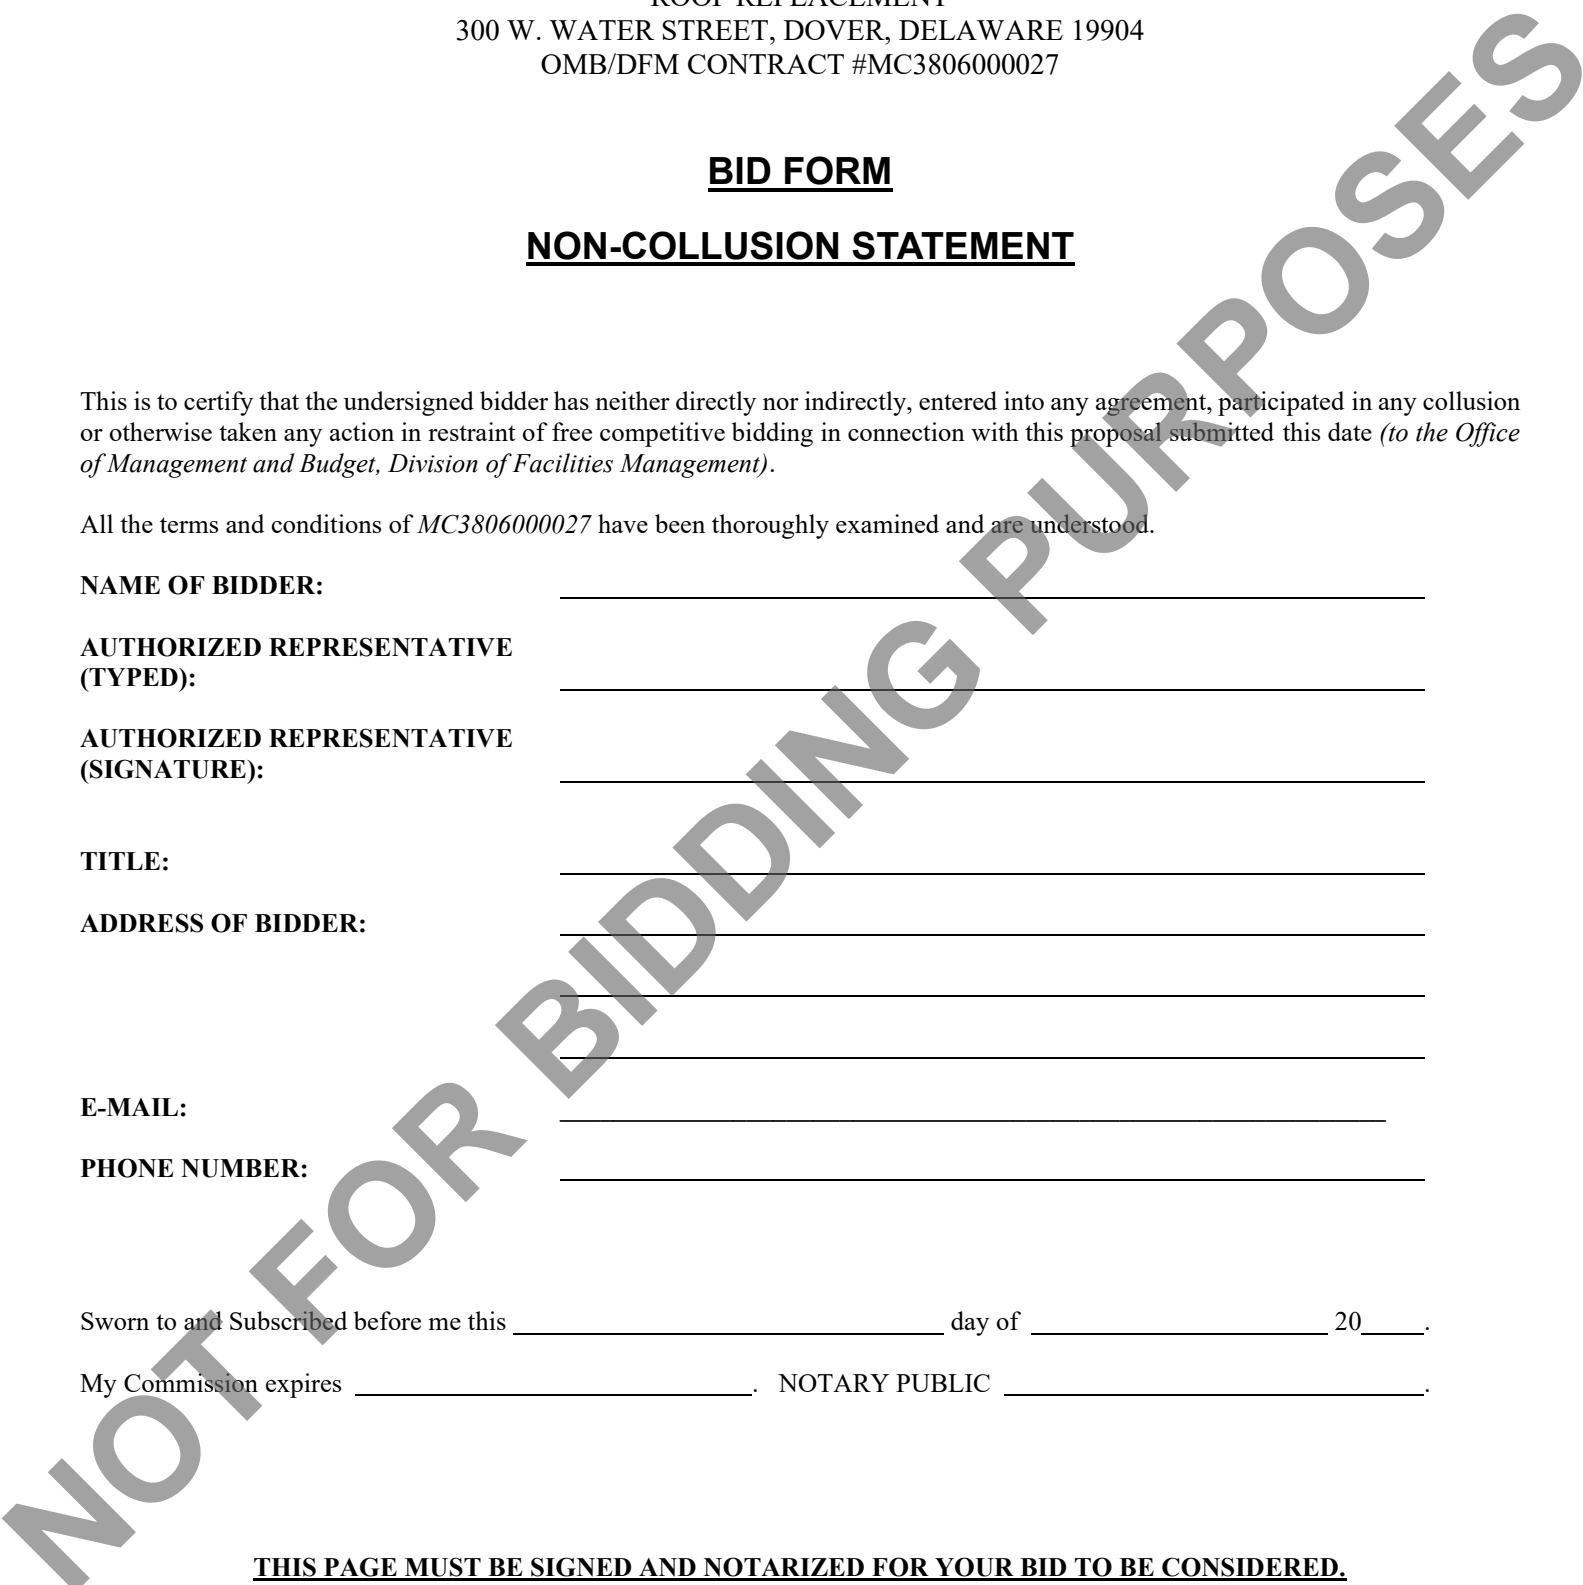 ROOF REPLACEMENT
300 W. WATER STREET, DOVER, DELAWARE 19904
OMB/DFM CONTRACT #MC3806000027
BID FORM
NON-COLLUSION STATEMENT
This is to certify that the undersigned bidder has neither directly nor indirectly, entered into any agreement, participated in any collusion
or otherwise taken any action in restraint of free competitive bidding in connection with this proposal submitted this date (to the Office
of Management and Budget, Division of Facilities Management).
All the terms and conditions of MC3806000027 have been thoroughly examined and are understood.
NAME OF BIDDER:
AUTHORIZED REPRESENTATIVE
(TYPED):
AUTHORIZED REPRESENTATIVE
(SIGNATURE):
TITLE:
ADDRESS OF BIDDER:
E-MAIL:
PHONE NUMBER:
Sworn to and Subscribed before me this day of 20 .
My Commission expires . NOTARY PUBLIC .
THIS PAGE MUST BE SIGNED AND NOTARIZED FOR YOUR BID TO BE CONSIDERED.
NOT FOR BIDDING PURPOSES